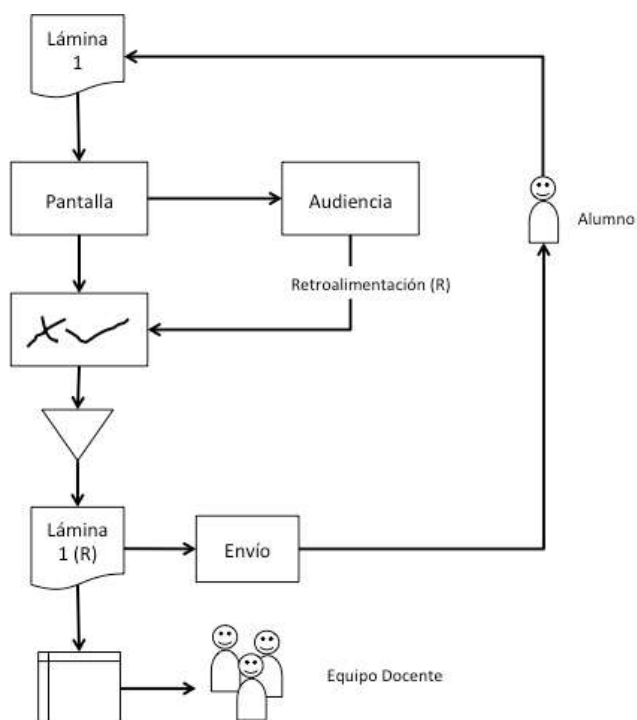 Lámina
1
Pantalla
Audiencia
Alumno
Retroalimentación (R)
Lámina
1 (R)
Envío
Equipo Docente